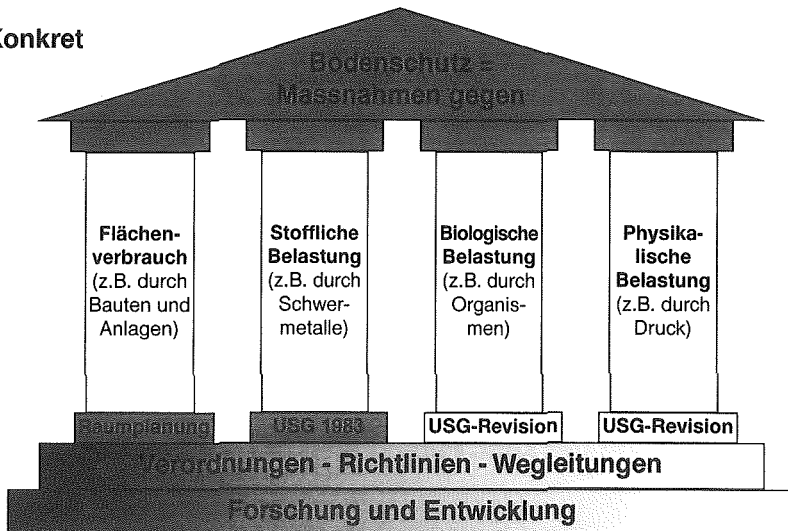 Konkret
Bodenschutz =
Massnahmen gegen
Flächen-
verbrauch
(z.B. durch
Bauten und
Anlagen)
Stoffliche
Belastung
(z.B. durch
Schwer-
metalle)
Biologische
Belastung
(z.B. durch
Organis-
men)
Physika-
lische
Belastung
(z.B. durch
Druck)
Raumplanung
USG 1983
USG-Revision
USG-Revision
Verordnungen - Richtlinien - Wegleitungen
Forschung und Entwicklung